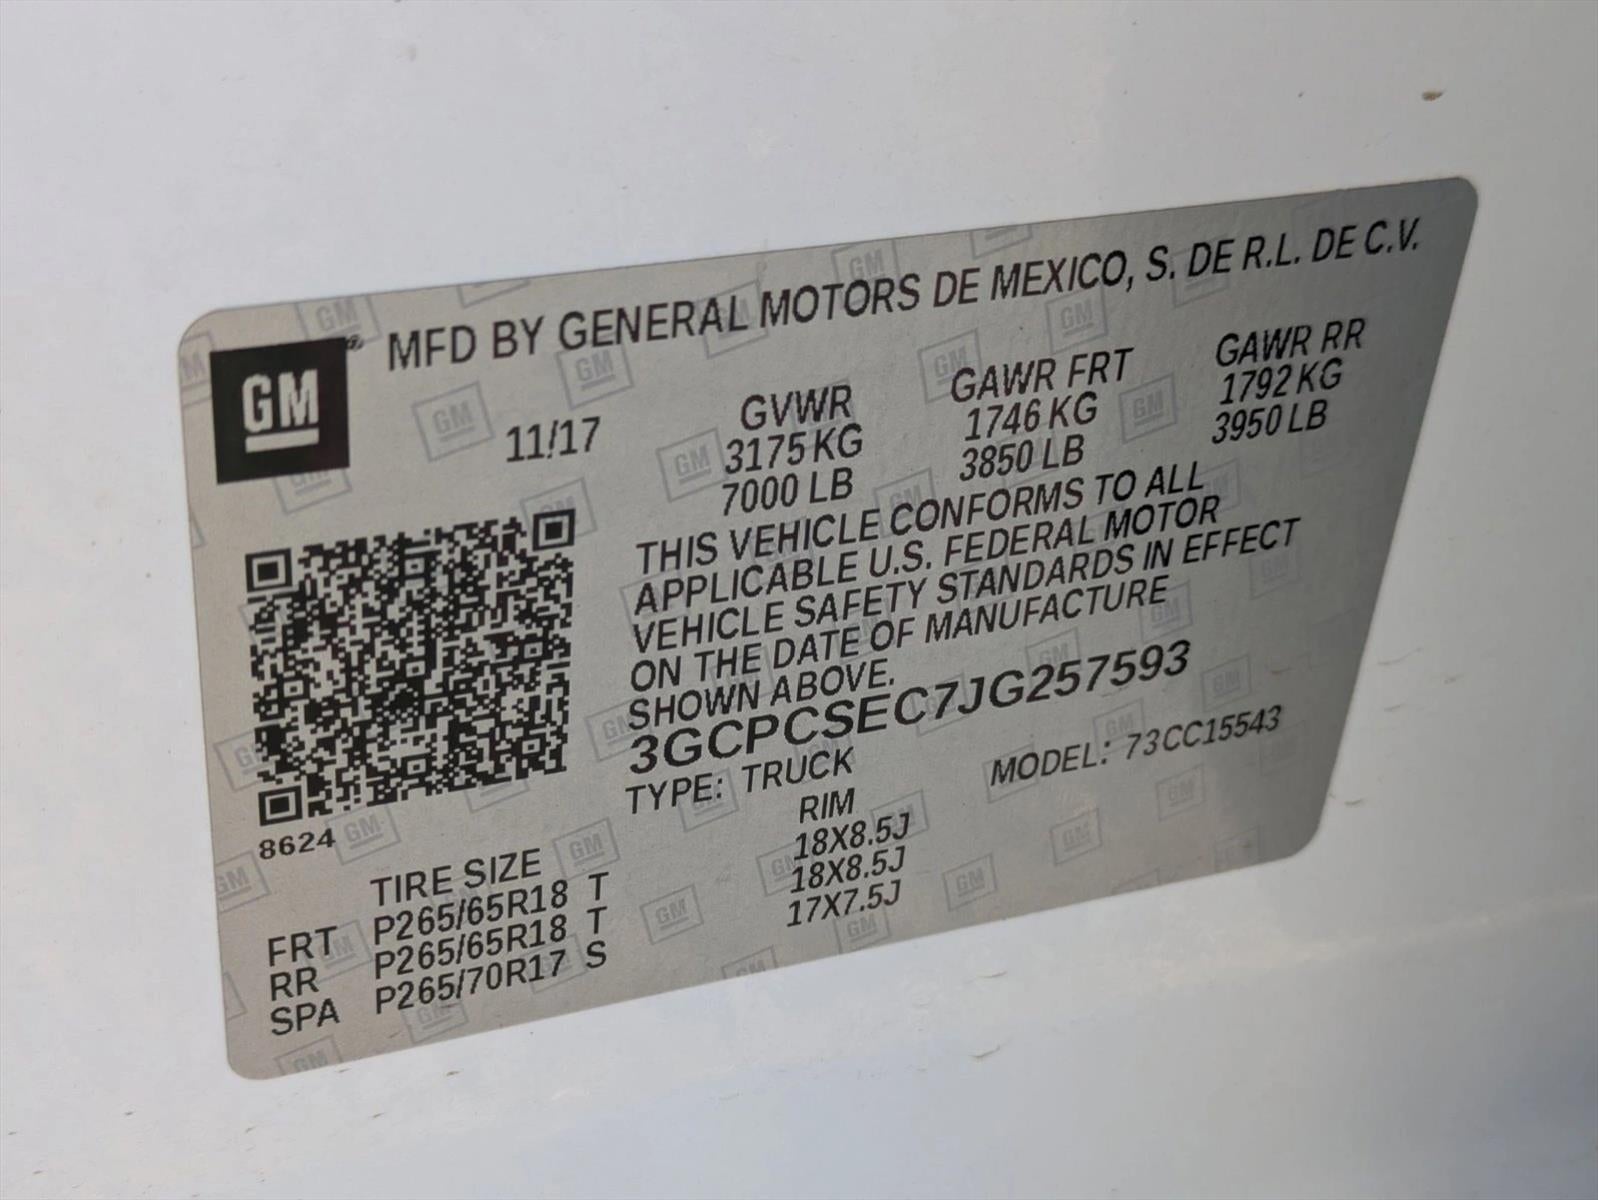 GM ® MFD BY GENERAL MOTORS DE MEXICO, S. DE R.L. DE C.V.
11/17 GVWR GAWR FRT GAWR RR
3175 KG 1746 KG 1792 KG
7000 LB 3850 LB 3950 LB
THIS VEHICLE CONFORMS TO ALL
APPLICABLE U.S. FEDERAL MOTOR
VEHICLE SAFETY STANDARDS IN EFFECT
ON THE DATE OF MANUFACTURE
SHOWN ABOVE.
3GCPCSEC7JG257593
TYPE: TRUCK MODEL: 73CC15543
8624
TIRE SIZE RIM
FRT P265/65R18 T 18X8.5J
RR P265/65R18 T 18X8.5J
SPA P265/70R17 S 17X7.5J